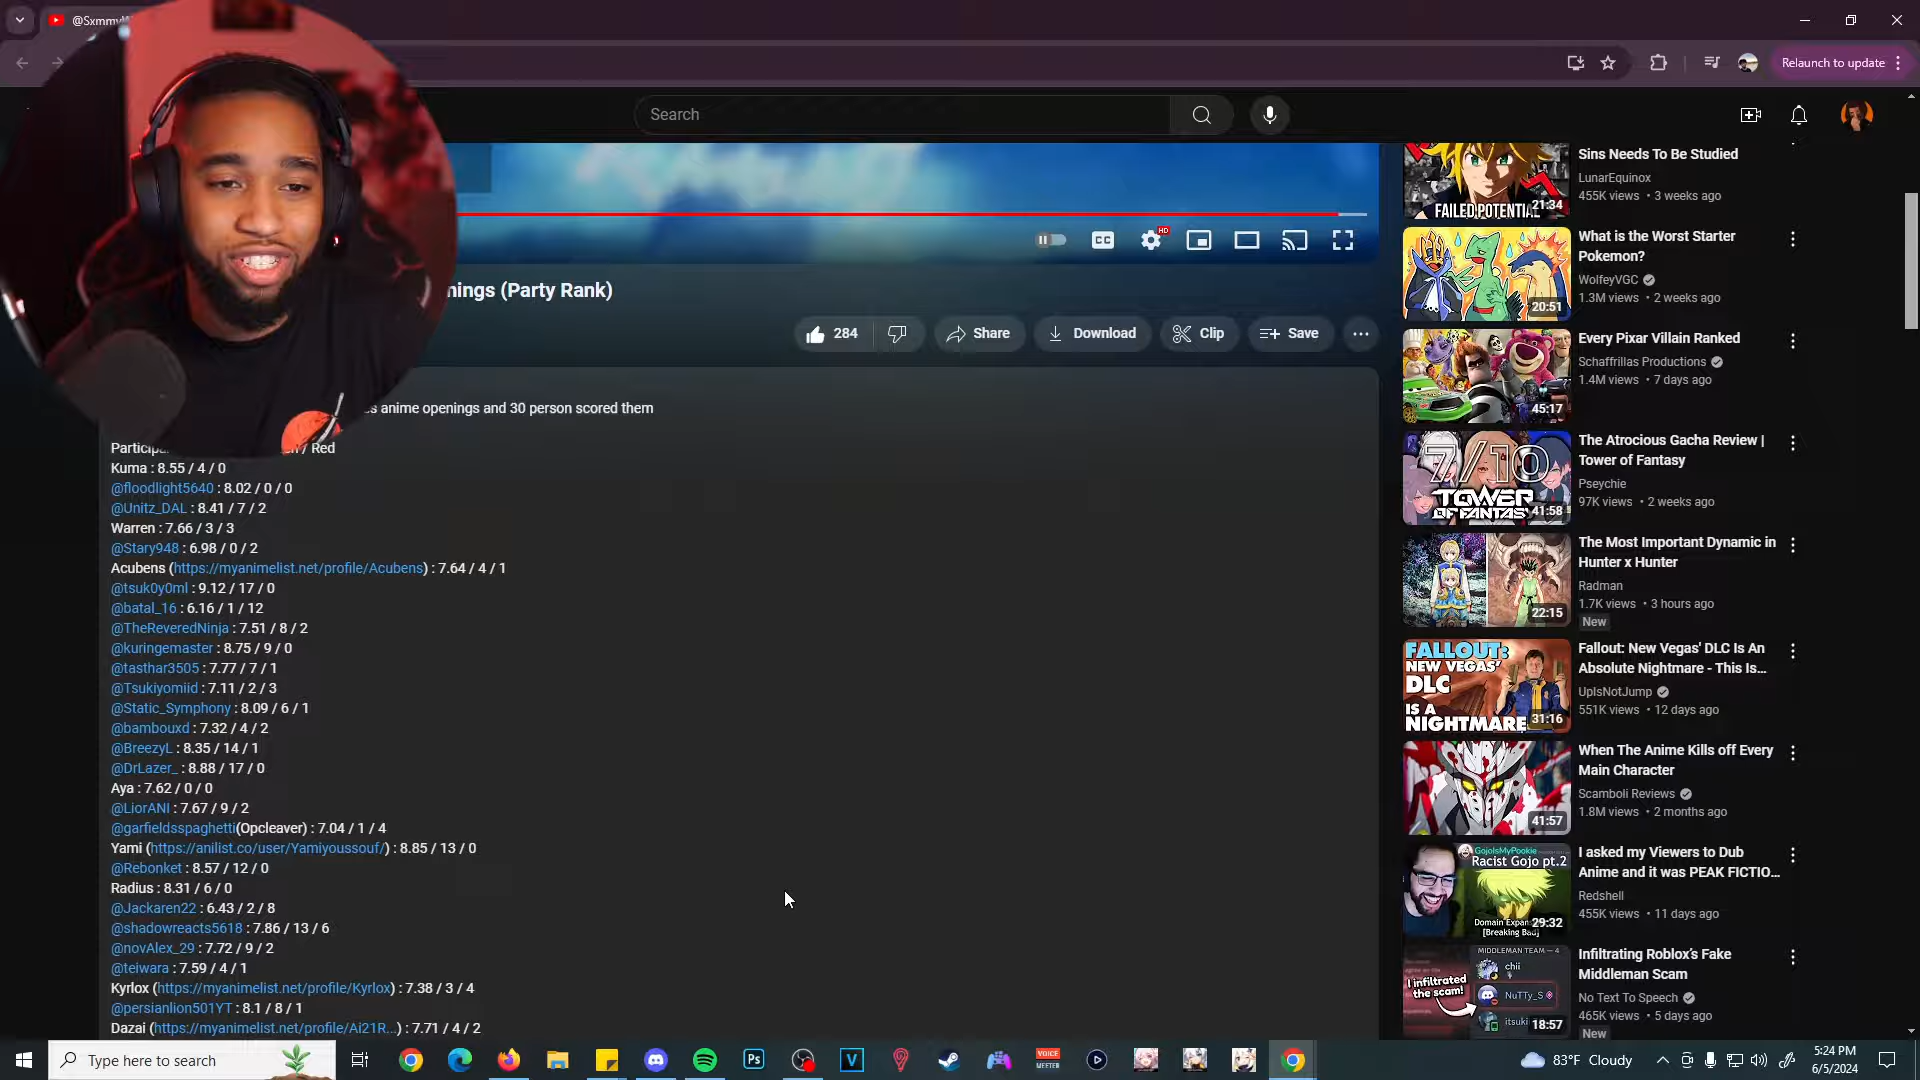 @SxmmyW
Relaunch to update
Search
nings (Party Rank)
284
Share
Download
Clip
Save
s anime openings and 30 person scored them
/ Red
Kuma : 8.55 / 4 / 0
@floodlight5640 : 8.02 / 0 / 0
@Unitz_DAL : 8.41 / 7 / 2
Warren : 7.66 / 3 / 3
@Stary948 : 6.98 / 0 / 2
Acubens (https://myanimelist.net/profile/Acubens) : 7.64 / 4 / 1
@tsuk0y0ml : 9.12 / 17 / 0
@batal_16 : 6.16 / 1 / 12
@TheReveredNinja : 7.51 / 8 / 2
@kuringemaster : 8.75 / 9 / 0
@tasthar3505 : 7.77 / 7 / 1
@Tsukiyomiid : 7.11 / 2 / 3
@Static_Symphony : 8.09 / 6 / 1
@bambouxd : 7.32 / 4 / 2
@BreezyL : 8.35 / 14 / 1
@DrLazer_ : 8.88 / 17 / 0
Aya : 7.62 / 0 / 0
@LiorANI : 7.67 / 9 / 2
@garfieldsspaghetti(Opcleaver) : 7.04 / 1 / 4
Yami (https://anilist.co/user/Yamiyoussouf/) : 8.85 / 13 / 0
@Rebonket : 8.57 / 12 / 0
Radius : 8.31 / 6 / 0
@Jackaren22 : 6.43 / 2 / 8
@shadowreacts5618 : 7.86 / 13 / 6
@novAlex_29 : 7.72 / 9 / 2
@teiwara : 7.59 / 4 / 1
Kyrlox (https://myanimelist.net/profile/Kyrlox) : 7.38 / 3 / 4
@persianlion501YT : 8.1 / 8 / 1
Dazai (https://myanimelist.net/profile/Ai21R...) : 7.71 / 4 / 2
FAILED POTENTIAL
21:34
Sins Needs To Be Studied
LunarEquinox
455K views • 3 weeks ago
20:51
What is the Worst Starter
Pokemon?
WolfeyVGC
1.3M views • 2 weeks ago
45:17
Every Pixar Villain Ranked
Schaffrillas Productions
1.4M views • 7 days ago
7/10
TOWER
OF FANTASY
41:58
The Atrocious Gacha Review |
Tower of Fantasy
Pseychie
97K views • 2 weeks ago
22:15
The Most Important Dynamic in
Hunter x Hunter
Radman
1.7K views • 3 hours ago
New
FALLOUT:
NEW VEGAS'
DLC
IS A
NIGHTMARE
31:16
Fallout: New Vegas' DLC Is An
Absolute Nightmare - This Is...
UpIsNotJump
551K views • 12 days ago
41:57
When The Anime Kills off Every
Main Character
Scamboli Reviews
1.8M views • 2 months ago
GojoIsMyPookie
Racist Gojo pt.2
Domain Expan
[Breaking Bad]
29:32
I asked my Viewers to Dub
Anime and it was PEAK FICTIO...
Redshell
455K views • 11 days ago
MIDDLEMAN TEAM — 4
chii
I infiltrated
the scam!
NuTTy_S
itsuki
18:57
Infiltrating Roblox's Fake
Middleman Scam
No Text To Speech
465K views • 5 days ago
New
Type here to search
83°F Cloudy
5:24 PM
6/5/2024